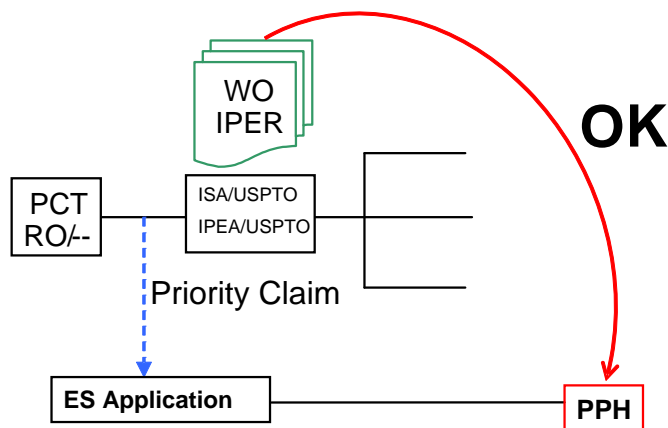 WO
IPER
OK
PCT
RO/--
ISA/USPTO
IPEA/USPTO
Priority Claim
ES Application
PPH